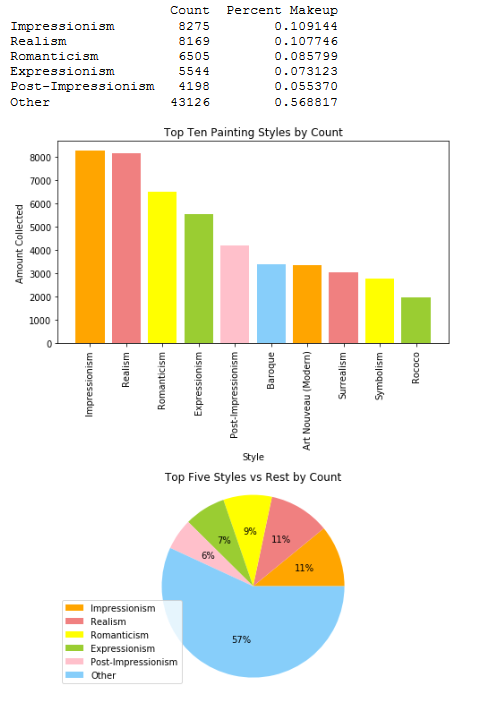 Count Percent Makeup
Impressionism 8275 0.109144
Realism 8169 0.107746
Romanticism 6505 0.085799
Expressionism 5544 0.073123
Post-Impressionism 4198 0.055370
Other 43126 0.568817
Top Ten Painting Styles by Count
8000
7000
6000
5000
4000
3000
2000
1000
0
Amount Collected
Impressionism
Realism
Romanticism
Expressionism
Post-Impressionism
Baroque
Art Nouveau (Modern)
Surrealism
Symbolism
Rococo
Style
Top Five Styles vs Rest by Count
9%
7%
11%
6%
11%
57%
Impressionism
Realism
Romanticism
Expressionism
Post-Impressionism
Other